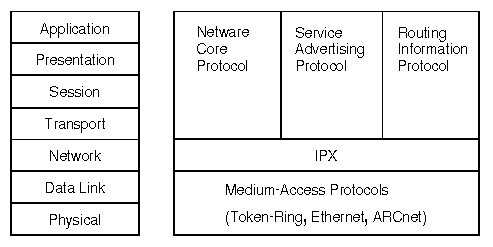 Application
Presentation
Session
Transport
Network
Data Link
Physical
Netware
Core
Protocol
Service
Advertising
Protocol
Routing
Information
Protocol
IPX
Medium-Access Protocols
(Token-Ring, Ethernet, ARCnet)